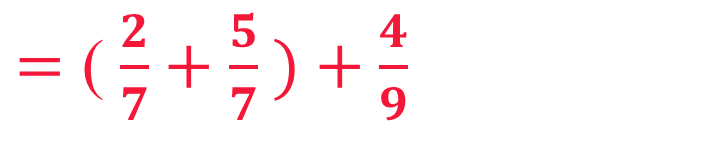 = ( 2/7 + 5/7 ) + 4/9